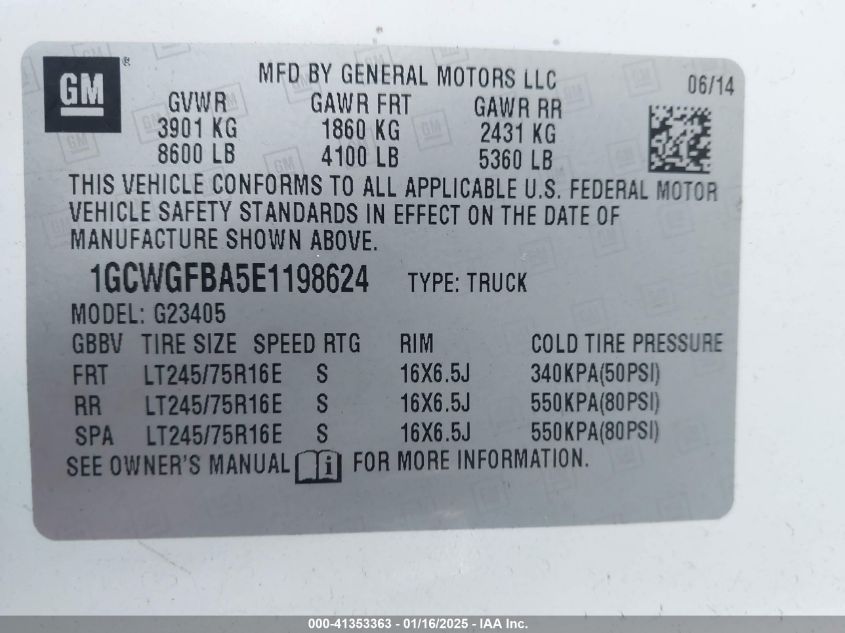 GM®
MFD BY GENERAL MOTORS LLC
06/14
GVWR GAWR FRT GAWR RR
3901 KG 1860 KG 2431 KG
8600 LB 4100 LB 5360 LB
THIS VEHICLE CONFORMS TO ALL APPLICABLE U.S. FEDERAL MOTOR
VEHICLE SAFETY STANDARDS IN EFFECT ON THE DATE OF
MANUFACTURE SHOWN ABOVE.
1GCWGFBA5E1198624 TYPE: TRUCK
MODEL: G23405
GBBV TIRE SIZE SPEED RTG RIM COLD TIRE PRESSURE
FRT LT245/75R16E S 16X6.5J 340KPA(50PSI)
RR LT245/75R16E S 16X6.5J 550KPA(80PSI)
SPA LT245/75R16E S 16X6.5J 550KPA(80PSI)
SEE OWNER'S MANUAL i FOR MORE INFORMATION.
000-41353363 - 01/16/2025 - IAA Inc.